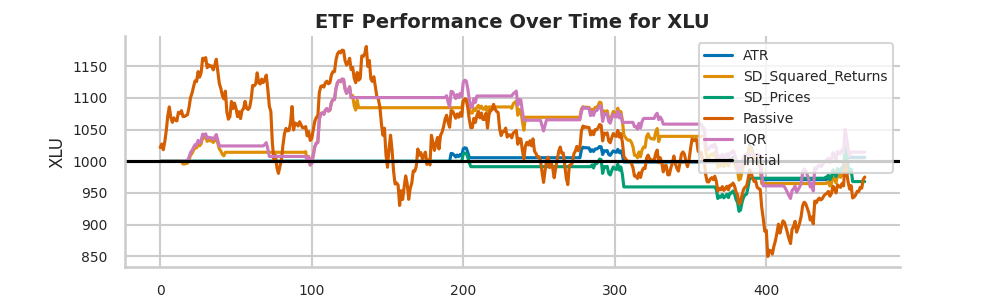 ETF Performance Over Time for XLU
XLU
1150
1100
1050
1000
950
900
850
0
100
200
300
400
ATR
SD_Squared_Returns
SD_Prices
Passive
IQR
Initial